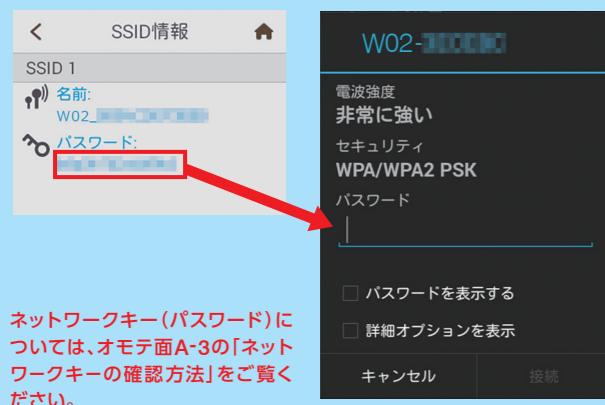 SSID情報
SSID 1
名前:
W02_
パスワード:
ネットワークキー(パスワード)に
ついては、オモテ面A-3の「ネット
ワークキーの確認方法」をご覧く
ださい。
W02-
電波強度
非常に強い
セキュリティ
WPA/WPA2 PSK
パスワード
パスワードを表示する
詳細オプションを表示
キャンセル
接続